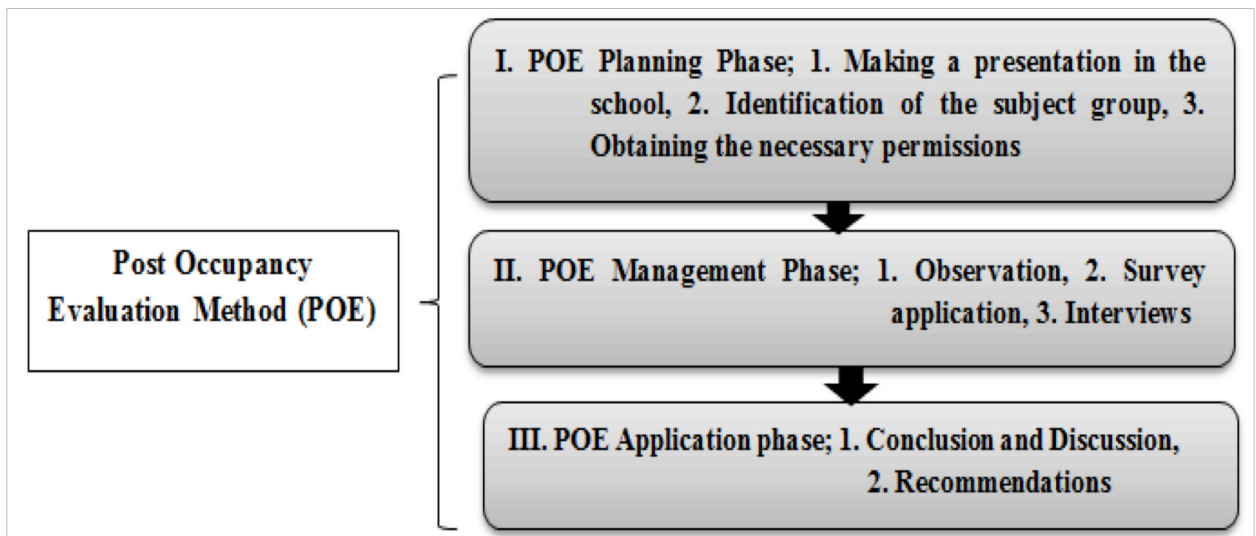 I. POE Planning Phase; 1. Making a presentation in the
school, 2. Identification of the subject group, 3.
Obtaining the necessary permissions
Post Occupancy
Evaluation Method (POE)
II. POE Management Phase; 1. Observation, 2. Survey
application, 3. Interviews
III. POE Application phase; 1. Conclusion and Discussion,
2. Recommendations